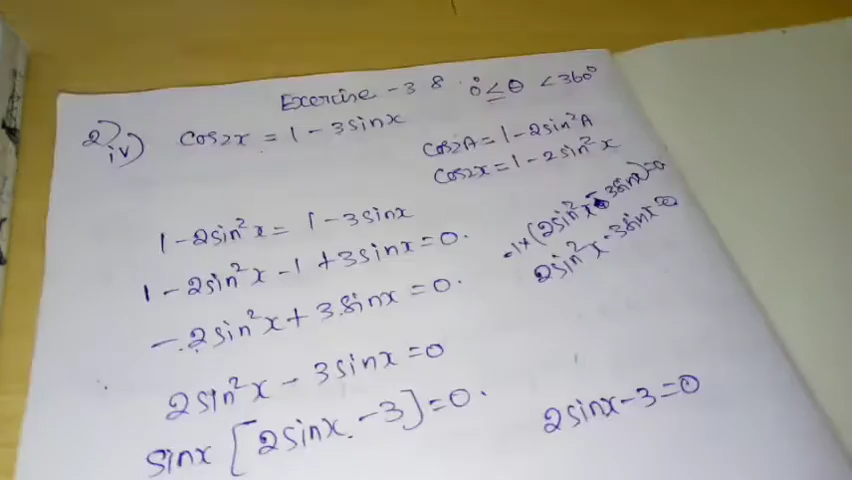 Exercise - 3.8 0° ≤ θ < 360°
2) iv) cos2x = 1 - 3sinx
cos2A = 1 - 2sin²A
cos2x = 1 - 2sin²x
1 - 2sin²x = 1 - 3sinx
1 - 2sin²x - 1 + 3sinx = 0.
-1x (2sin²x - 3sinx) = 0
2sin²x - 3sinx = 0
- 2sin²x + 3sinx = 0.
2sin²x - 3sinx = 0
sinx [2sinx - 3] = 0.
2sinx - 3 = 0